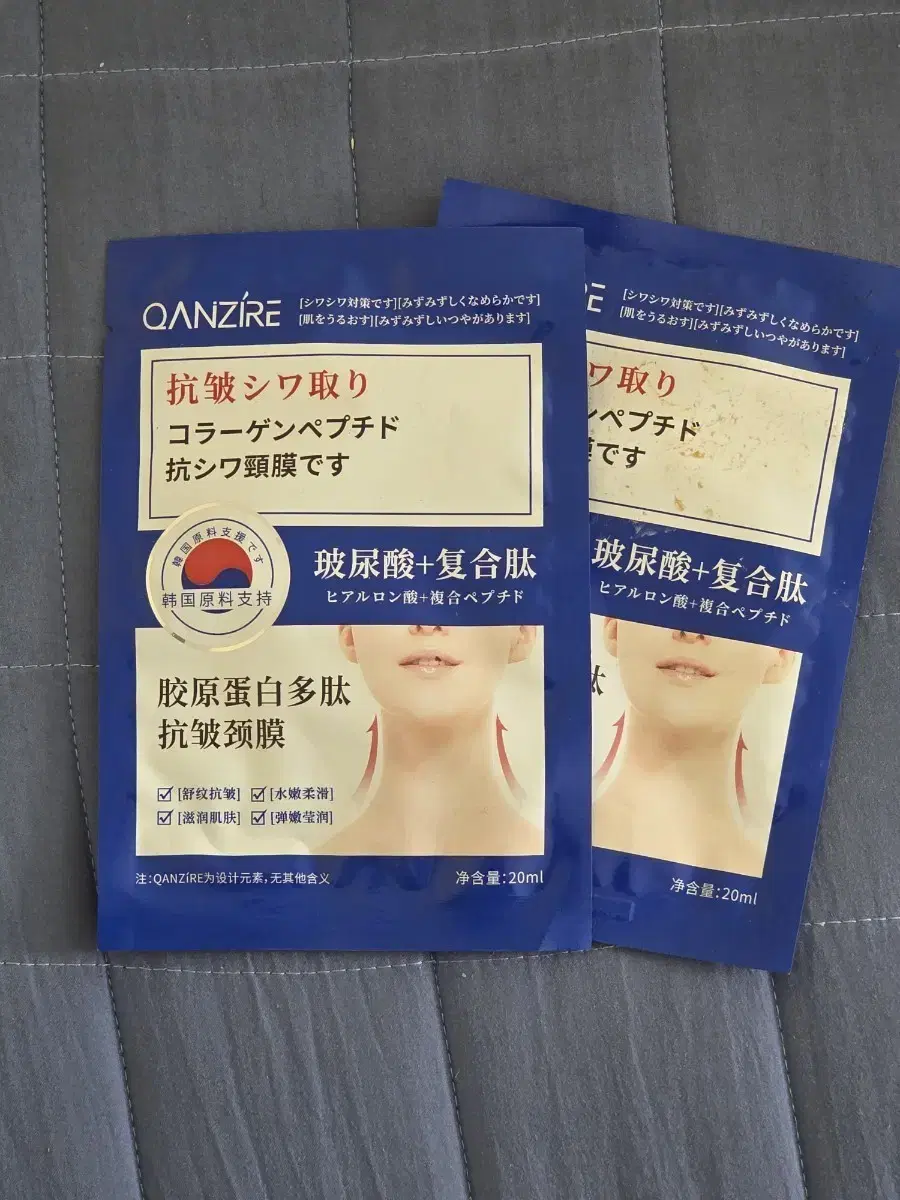 QANZÍRE
[シワシワ対策です][みずみずしくなめらかです]
[肌をうるおす][みずみずしいつやがあります]
抗皱シワ取り
コラーゲンペプチド
抗シワ頸膜です
韓国原料支援です
韩国原料支持
玻尿酸+复合肽
ヒアルロン酸+複合ペプチド
胶原蛋白多肽
抗皱颈膜
[舒纹抗皱] [水嫩柔滑]
[滋润肌肤] [弹嫩莹润]
注:QANZÍRE为设计元素,无其他含义
净含量:20ml
RE
[シワシワ対策です][みずみずしくなめらかです]
[肌をうるおす][みずみずしいつやがあります]
ワ取り
ンペプチド
膜です
玻尿酸+复合肽
ヒアルロン酸+複合ペプチド
肽
净含量:20ml